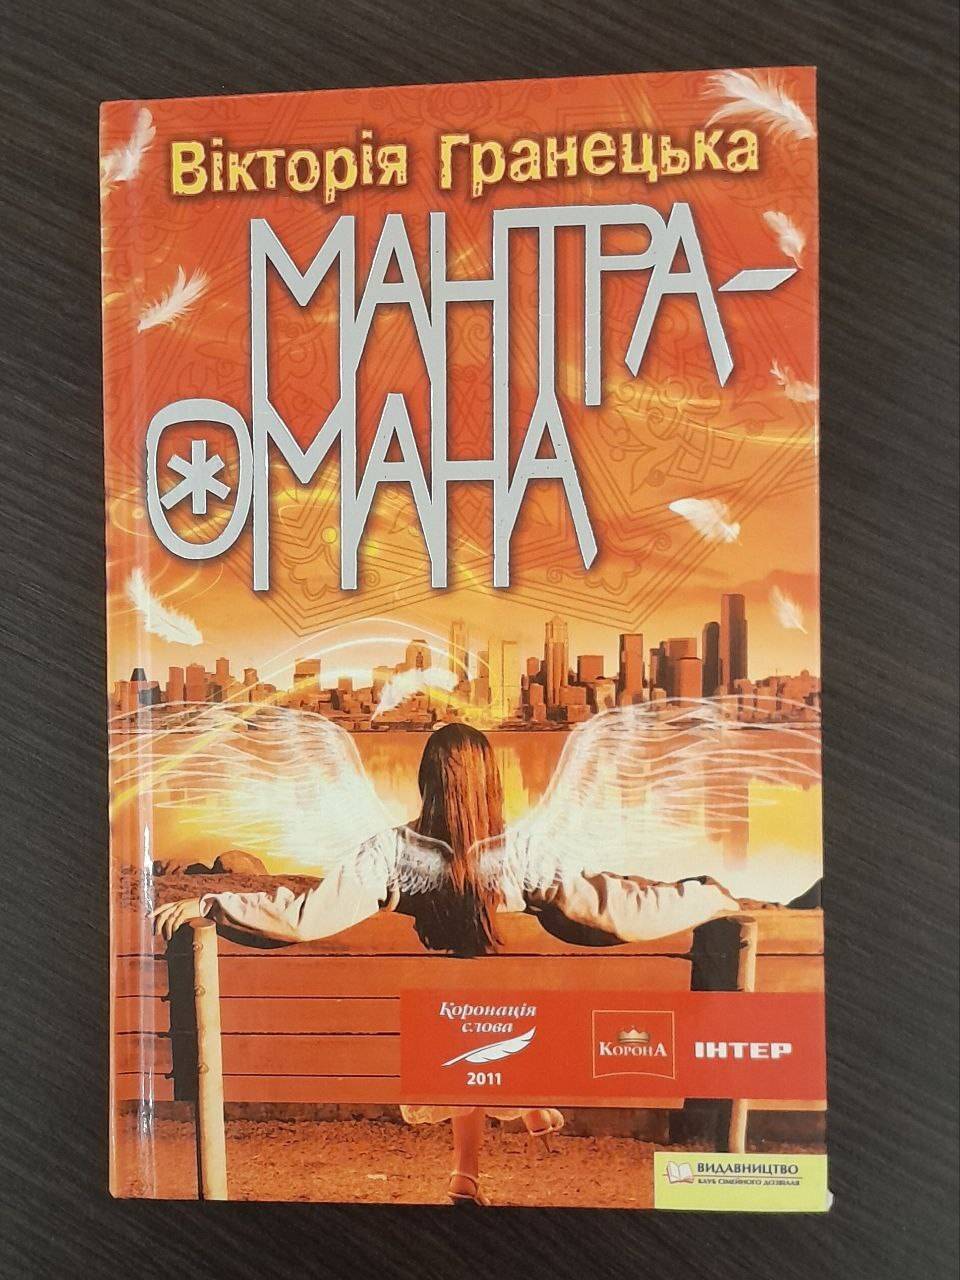 Вікторія Гранецька
МАНТРА-
ОМАНА
Коронація
слова
2011
КОРОНА
ІНТЕР
ВИДАВНИЦТВО
КЛУБ СІМЕЙНОГО ДОЗВІЛЛЯ